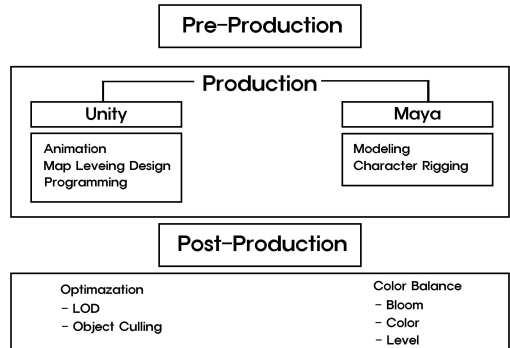 Pre-Production
Production
Unity
Animation
Map Leveing Design
Programming
Maya
Modeling
Character Rigging
Post-Production
Optimazation
- LOD
- Object Culling
Color Balance
- Bloom
- Color
- Level